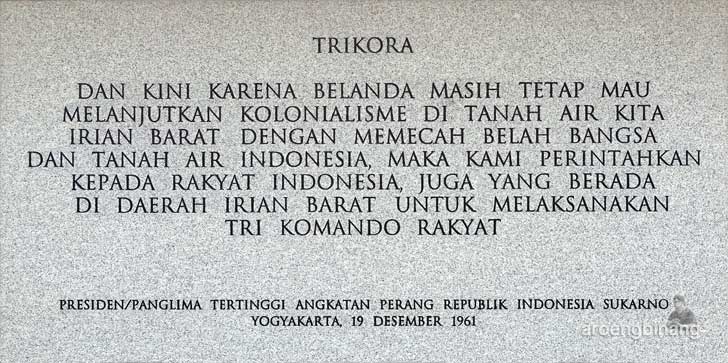 TRIKORA
DAN KINI KARENA BELANDA MASIH TETAP MAU
MELANJUTKAN KOLONIALISME DI TANAH AIR KITA
IRIAN BARAT DENGAN MEMECAH BELAH BANGSA
DAN TANAH AIR INDONESIA, MAKA KAMI PERINTAHKAN
KEPADA RAKYAT INDONESIA, JUGA YANG BERADA
DI DAERAH IRIAN BARAT UNTUK MELAKSANAKAN
TRI KOMANDO RAKYAT
PRESIDEN/PANGLIMA TERTINGGI ANGKATAN PERANG REPUBLIK INDONESIA SUKARNO
YOGYAKARTA, 19 DESEMBER 1961
aroengbinang